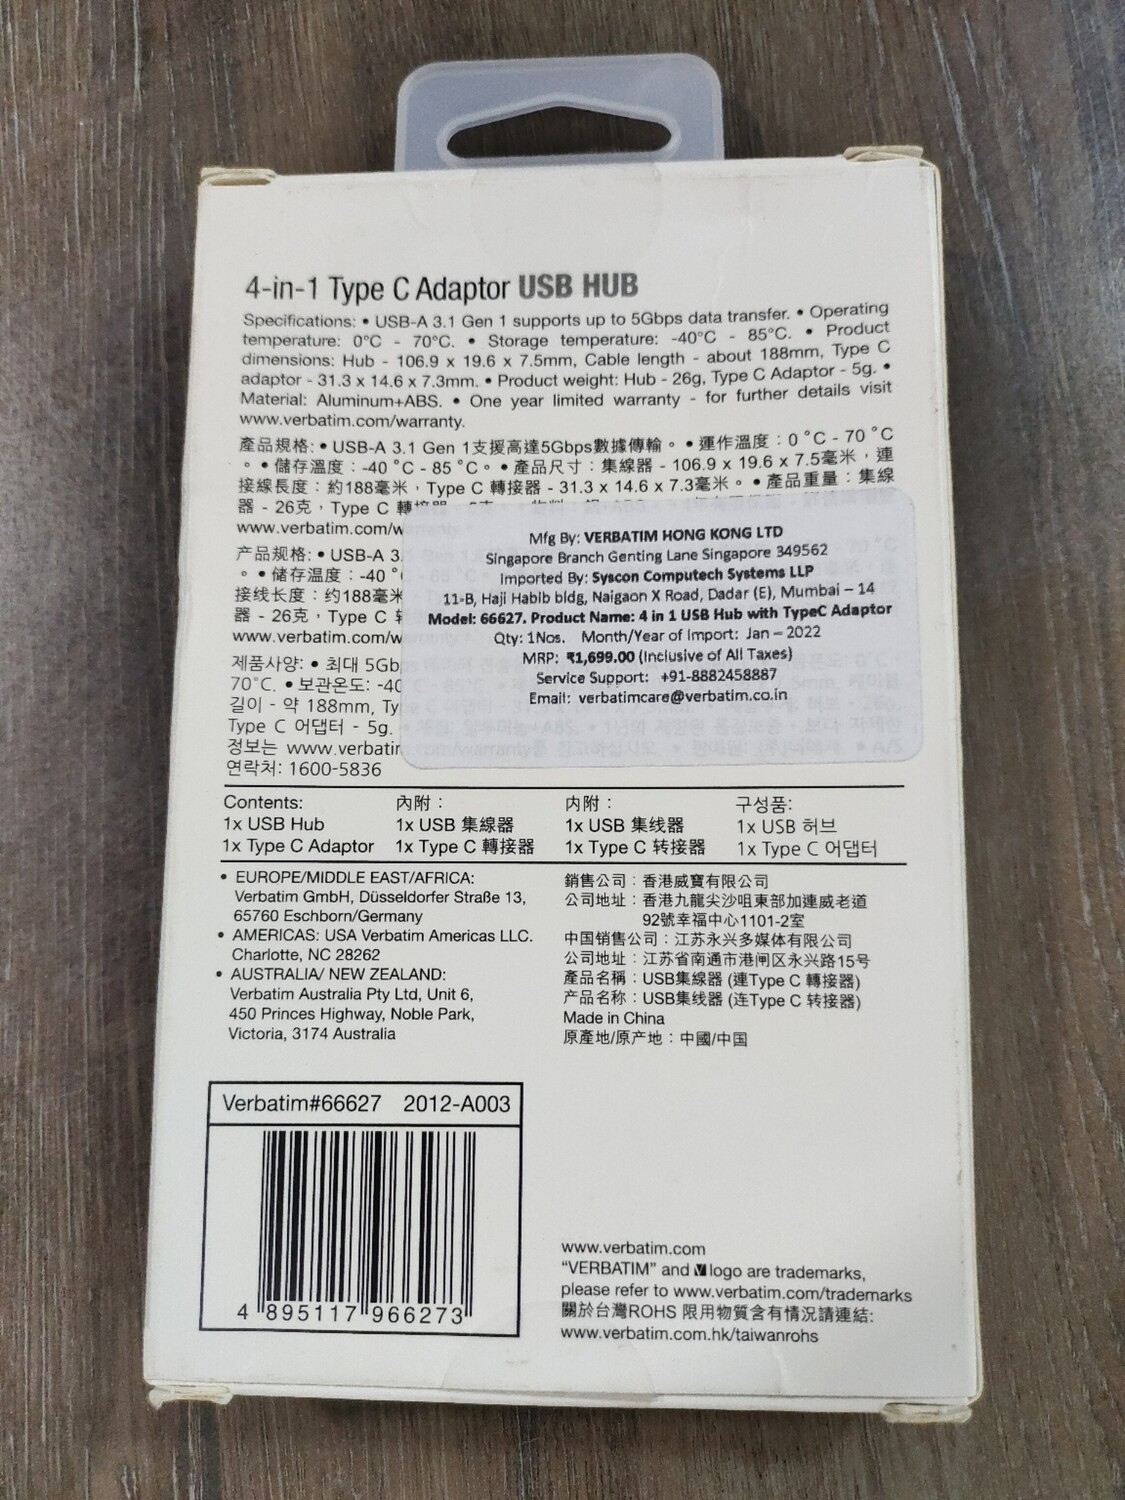 4-in-1 Type C Adaptor USB HUB
Specifications: • USB-A 3.1 Gen 1 supports up to 5Gbps data transfer. • Operating
temperature: 0°C - 70°C. • Storage temperature: -40°C - 85°C. • Product
dimensions: Hub - 106.9 x 19.6 x 7.5mm, Cable length - about 188mm, Type C
adaptor - 31.3 x 14.6 x 7.3mm. • Product weight: Hub - 26g, Type C Adaptor - 5g. •
Material: Aluminum+ABS. • One year limited warranty - for further details visit
www.verbatim.com/warranty.
產品規格: • USB-A 3.1 Gen 1支援高達5Gbps數據傳輸。 • 運作溫度：0 °C - 70 °C
。 • 儲存溫度：-40 °C - 85 °C。 • 產品尺寸：集線器 - 106.9 x 19.6 x 7.5毫米，連
接線長度：約188毫米，Type C 轉接器 - 31.3 x 14.6 x 7.3毫米。 • 產品重量：集線
器 - 26克，Type C
www.verbatim.com/w
产品规格: • USB-A 3.
。 • 储存温度：-40 °
接线长度：约188毫米
器 - 26克，Type C
www.verbatim.com/w
제품사양: • 최대 5Gb
70°C. • 보관온도: -40
길이 - 약 188mm, Ty
Type C 어댑터 - 5g.
정보는 www.verbatim
연락처: 1600-5836
Mfg By: VERBATIM HONG KONG LTD
Singapore Branch Genting Lane Singapore 349562
Imported By: Syscon Computech Systems LLP
11-B, Haji Habib bldg, Naigaon X Road, Dadar (E), Mumbai – 14
Model: 66627. Product Name: 4 in 1 USB Hub with TypeC Adaptor
Qty: 1Nos. Month/Year of Import: Jan – 2022
MRP: ₹1,699.00 (Inclusive of All Taxes)
Service Support: +91-8882458887
Email: verbatimcare@verbatim.co.in
Contents:
1x USB Hub
1x Type C Adaptor
內附：
1x USB 集線器
1x Type C 轉接器
内附：
1x USB 集线器
1x Type C 转接器
구성품:
1x USB 허브
1x Type C 어댑터
• EUROPE/MIDDLE EAST/AFRICA:
Verbatim GmbH, Düsseldorfer Straße 13,
65760 Eschborn/Germany
• AMERICAS: USA Verbatim Americas LLC.
Charlotte, NC 28262
• AUSTRALIA/ NEW ZEALAND:
Verbatim Australia Pty Ltd, Unit 6,
450 Princes Highway, Noble Park,
Victoria, 3174 Australia
銷售公司：香港威寶有限公司
公司地址：香港九龍尖沙咀東部加連威老道
92號幸福中心1101-2室
中国销售公司：江苏永兴多媒体有限公司
公司地址：江苏省南通市港闸区永兴路15号
產品名稱：USB集線器 (連Type C 轉接器)
产品名称：USB集线器 (连Type C 转接器)
Made in China
原產地/原产地：中國/中国
Verbatim#66627 2012-A003
4 895117 966273
www.verbatim.com
"VERBATIM" and logo are trademarks,
please refer to www.verbatim.com/trademarks
關於台灣ROHS 限用物質含有情況請連結:
www.verbatim.com.hk/taiwanrohs